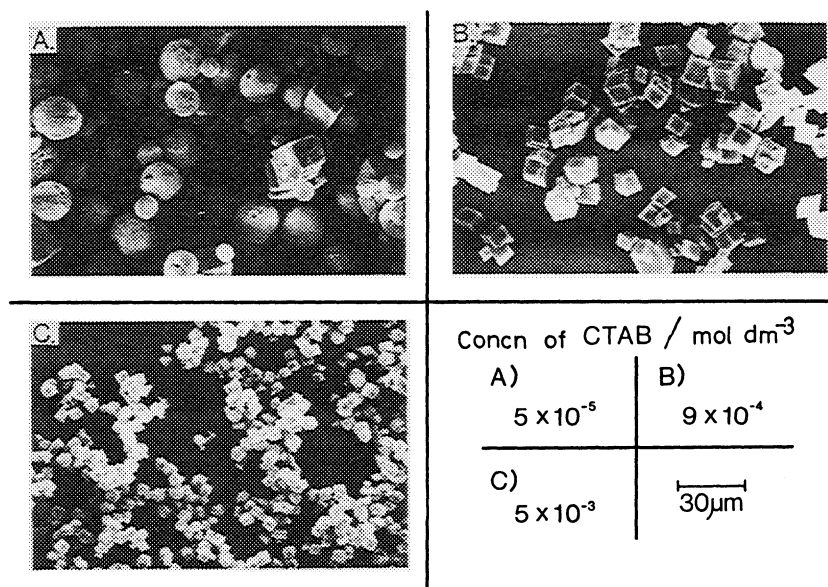 A.
B.
C.
Concn of CTAB / mol dm⁻³
A) B)
5 × 10⁻⁵ 9 × 10⁻⁴
C)
5 × 10⁻³ 30μm